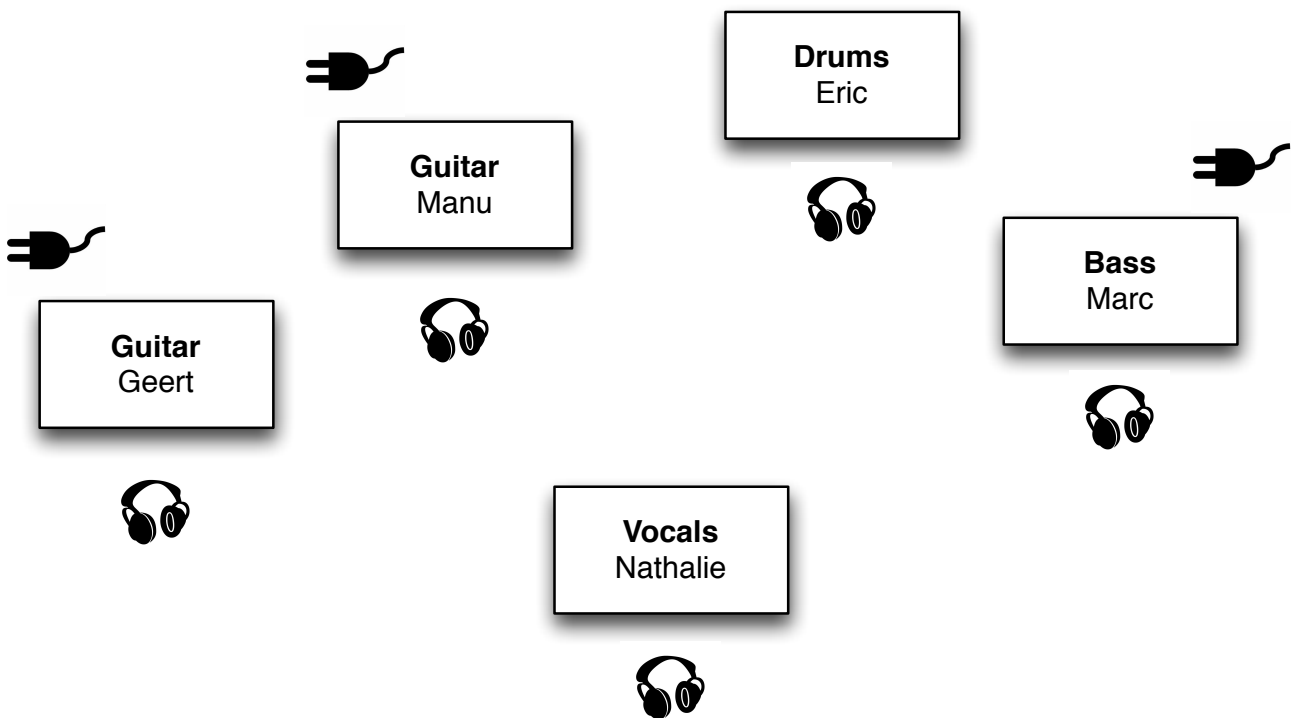 Drums
Eric
Guitar
Manu
Bass
Marc
Guitar
Geert
Vocals
Nathalie